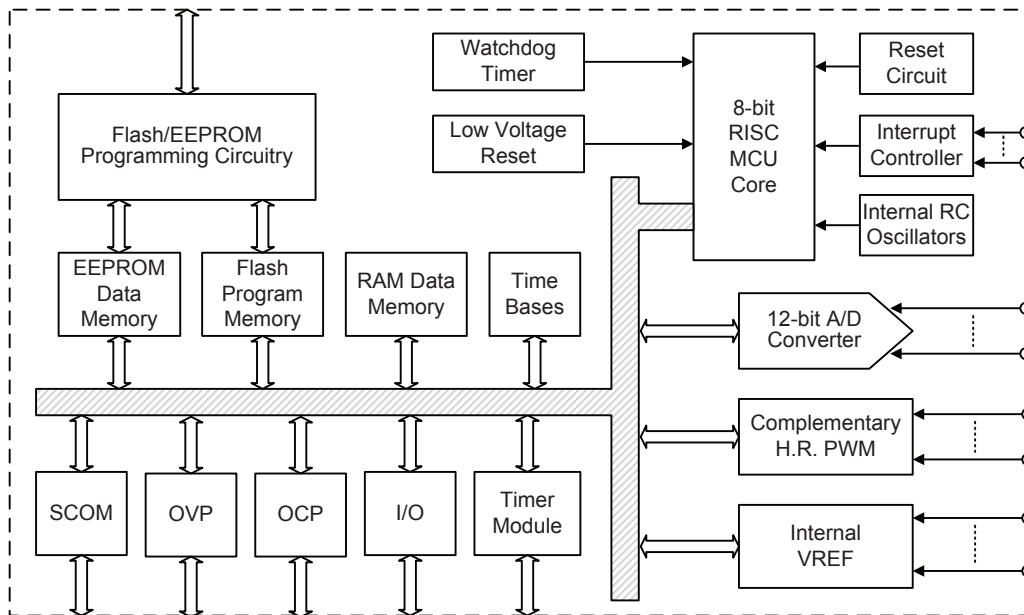 Watchdog
Timer
Reset
Circuit
Flash/EEPROM
Programming Circuitry
Low Voltage
Reset
8-bit
RISC
MCU
Core
Interrupt
Controller
Internal RC
Oscillators
EEPROM
Data
Memory
Flash
Program
Memory
RAM Data
Memory
Time
Bases
12-bit A/D
Converter
Complementary
H.R. PWM
SCOM
OVP
OCP
I/O
Timer
Module
Internal
VREF